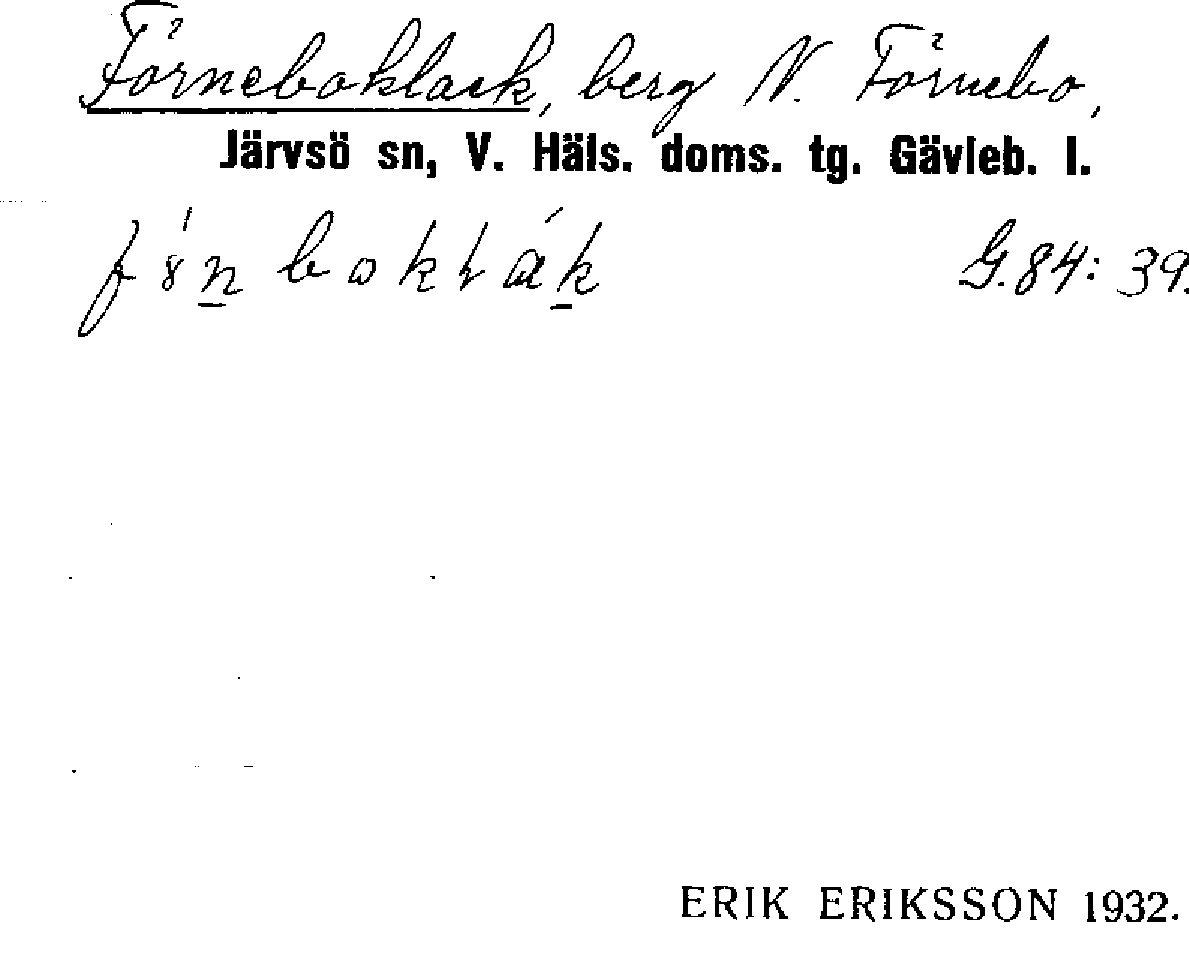 Förneboklack, berg N. Förnebo,
Järvsö sn, V. Häls. doms. tg. Gävleb. l.
G. 84: 39.
ERIK ERIKSSON 1932.